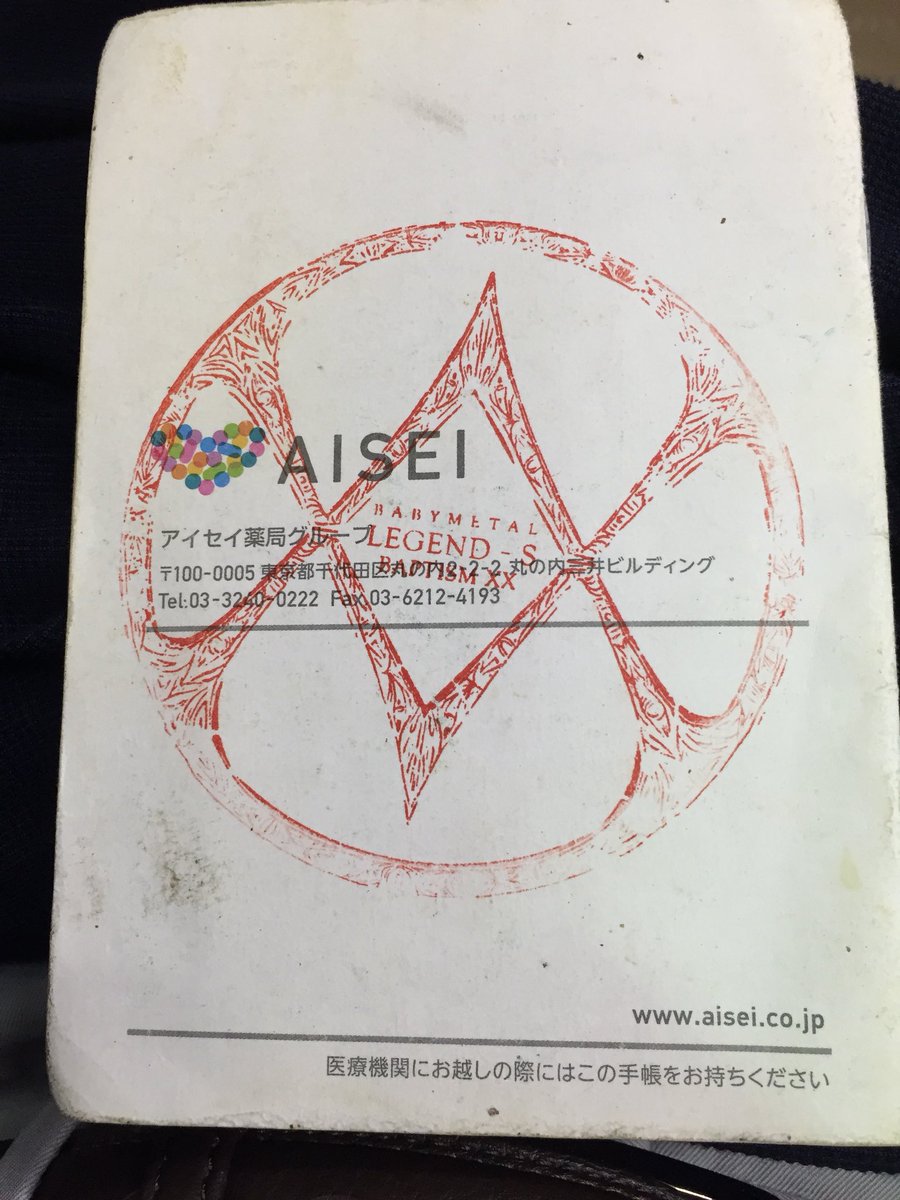 AISEI
BABYMETAL
LEGEND - S
BAPTISM XX
アイセイ薬局グループ
〒100-0005 東京都千代田区丸の内2-2-2 丸の内三井ビルディング
Tel:03-3240-0222 Fax.03-6212-4193
www.aisei.co.jp
医療機関にお越しの際にはこの手帳をお持ちください